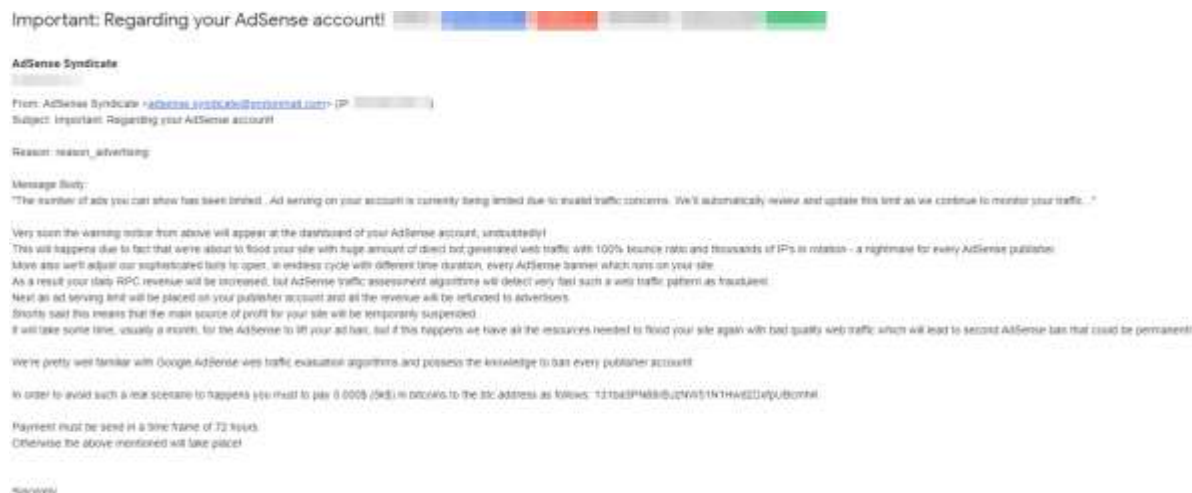 Important: Regarding your AdSense account!
AdSense Syndicate
From: AdSense Syndicate <adsense.syndicate@protonmail.com> (IP: )
Subject: Important: Regarding your AdSense account!
Reason: reason_advertising
Message Body:
"The number of ads you can show has been limited. . Ad serving on your account is currently being limited due to invalid traffic concerns. We'll automatically review and update this limit as we continue to monitor your traffic. ."
Very soon the warning notice from above will appear at the dashboard of your AdSense account, undoubtedly!
This will happens due to fact that we're about to flood your site with huge amount of direct bot generated web traffic with 100% bounce ratio and thousands of IP's in rotation - a nightmare for every AdSense publisher.
More also we'll adjust our sophisticated bots to open, in endless cycle with different time duration, every AdSense banner which runs on your site.
As a result your daily RPC revenue will be increased, but AdSense traffic assessment algorithms will detect very fast such a web traffic pattern as fraudulent.
Next an ad serving limit will be placed on your publisher account and all the revenue will be refunded to advertisers.
Shortly said this means that the main source of profit for your site will be temporarily suspended.
It will take some time, usually a month, for the AdSense to lift your ad ban, but if this happens we have all the resources needed to flood your site again with bad quality web traffic which will lead to second AdSense ban that could be permanent!
We're pretty well familiar with Google AdSense web traffic evaluation algorithms and possess the knowledge to ban every publisher account!
In order to avoid such a real scenario to happens you must to pay in bitcoins to the btc address as follows:
Payment must be send in a time frame of 72 hours.
Otherwise the above mentioned will take place!
Sincerely